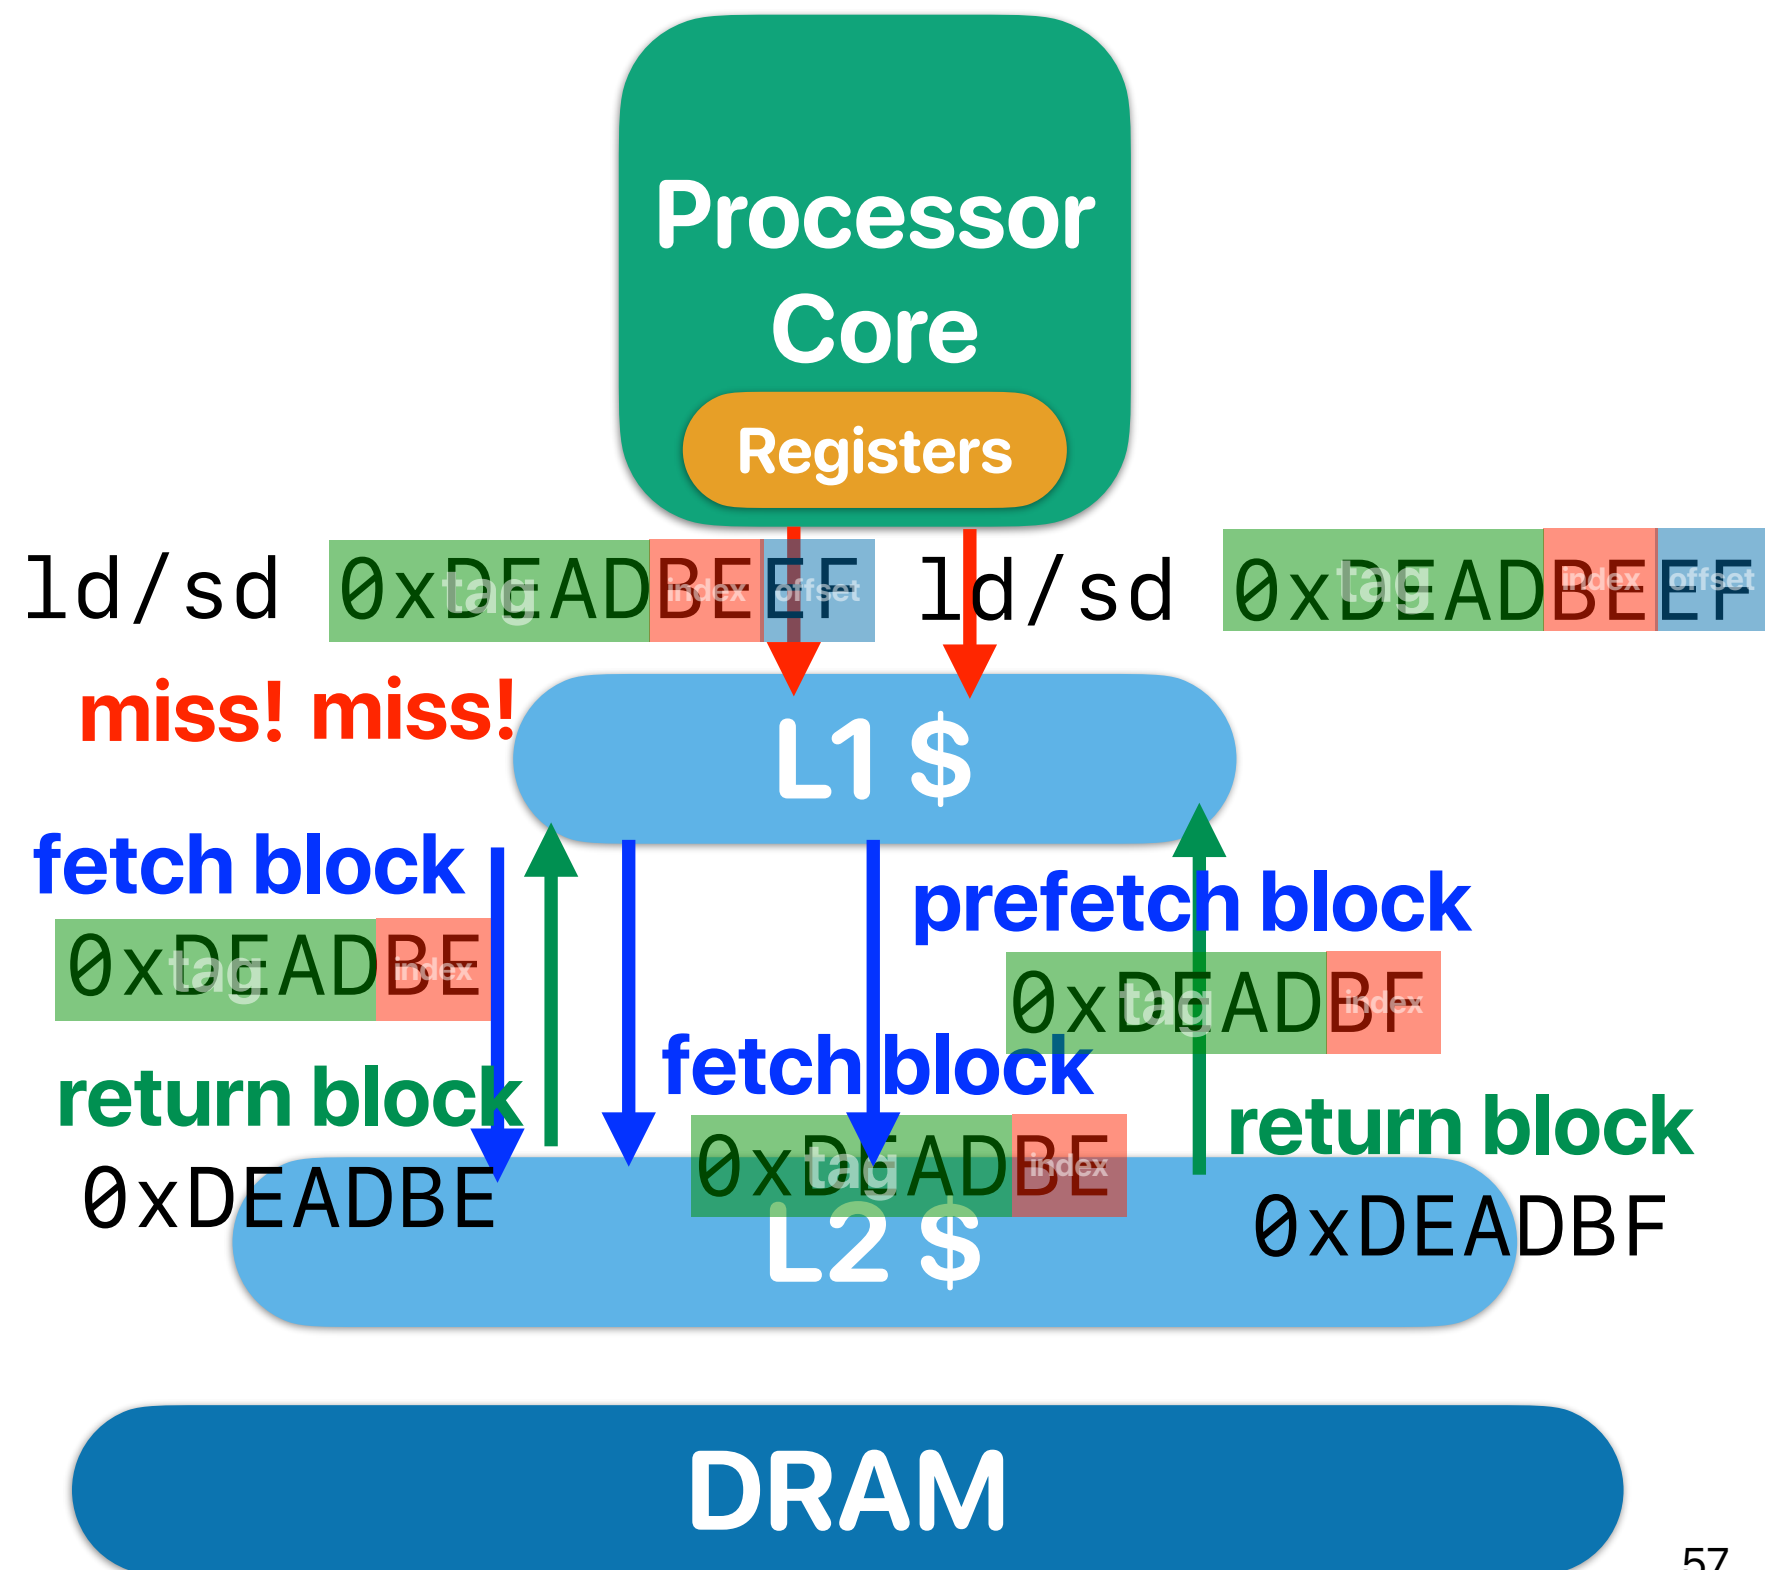 Processor
Core
Registers
ld/sd 0xDEADBEEF ld/sd 0xDEADBEEF
tag index offset tag index offset
miss! miss!
L1 $
fetch block
0xDEADBE
tag index
prefetch block
0xDEADBF
tag index
fetch block
0xDEADBE
tag index
return block
0xDEADBE
return block
0xDEADBF
L2 $
DRAM
57